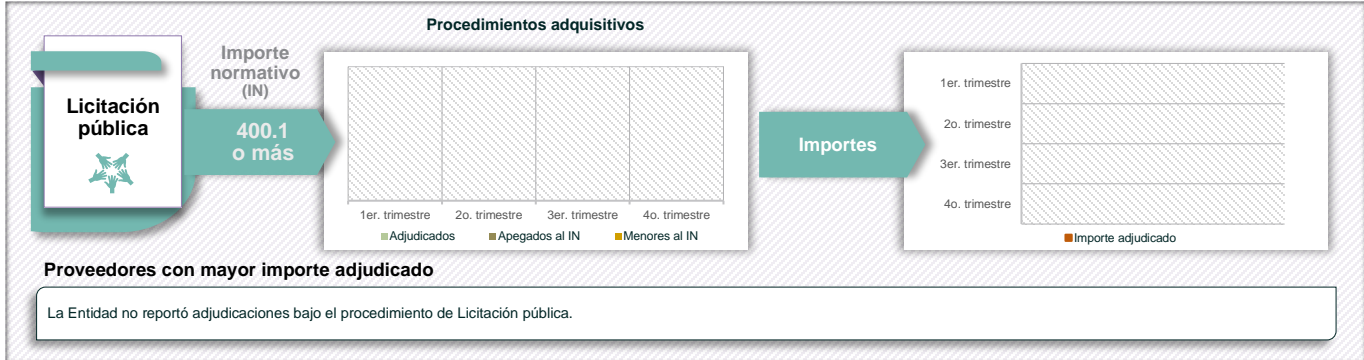 Procedimientos adquisitivos
Licitación
pública
Importe
normativo
(IN)
400.1
o más
1er. trimestre 2o. trimestre 3er. trimestre 4o. trimestre
Adjudicados Apegados al IN Menores al IN
Importes
1er. trimestre
2o. trimestre
3er. trimestre
4o. trimestre
Importe adjudicado
Proveedores con mayor importe adjudicado
La Entidad no reportó adjudicaciones bajo el procedimiento de Licitación pública.